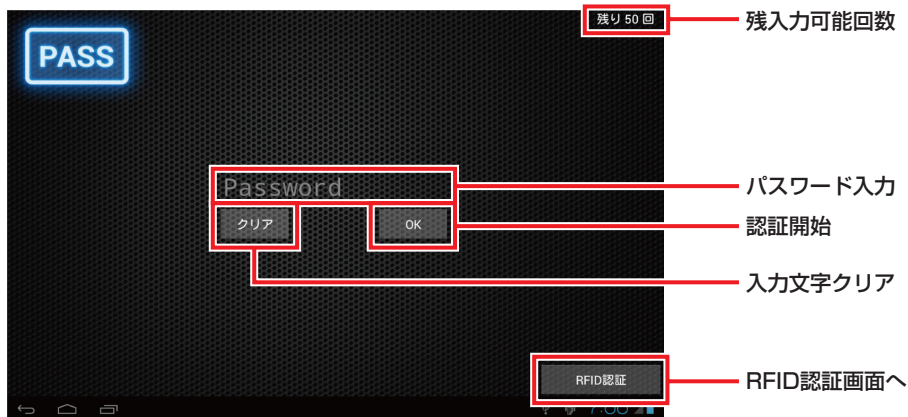 残り 50 回
残入力可能回数
PASS
Password
パスワード入力
クリア
OK
認証開始
入力文字クリア
RFID認証
RFID認証画面へ